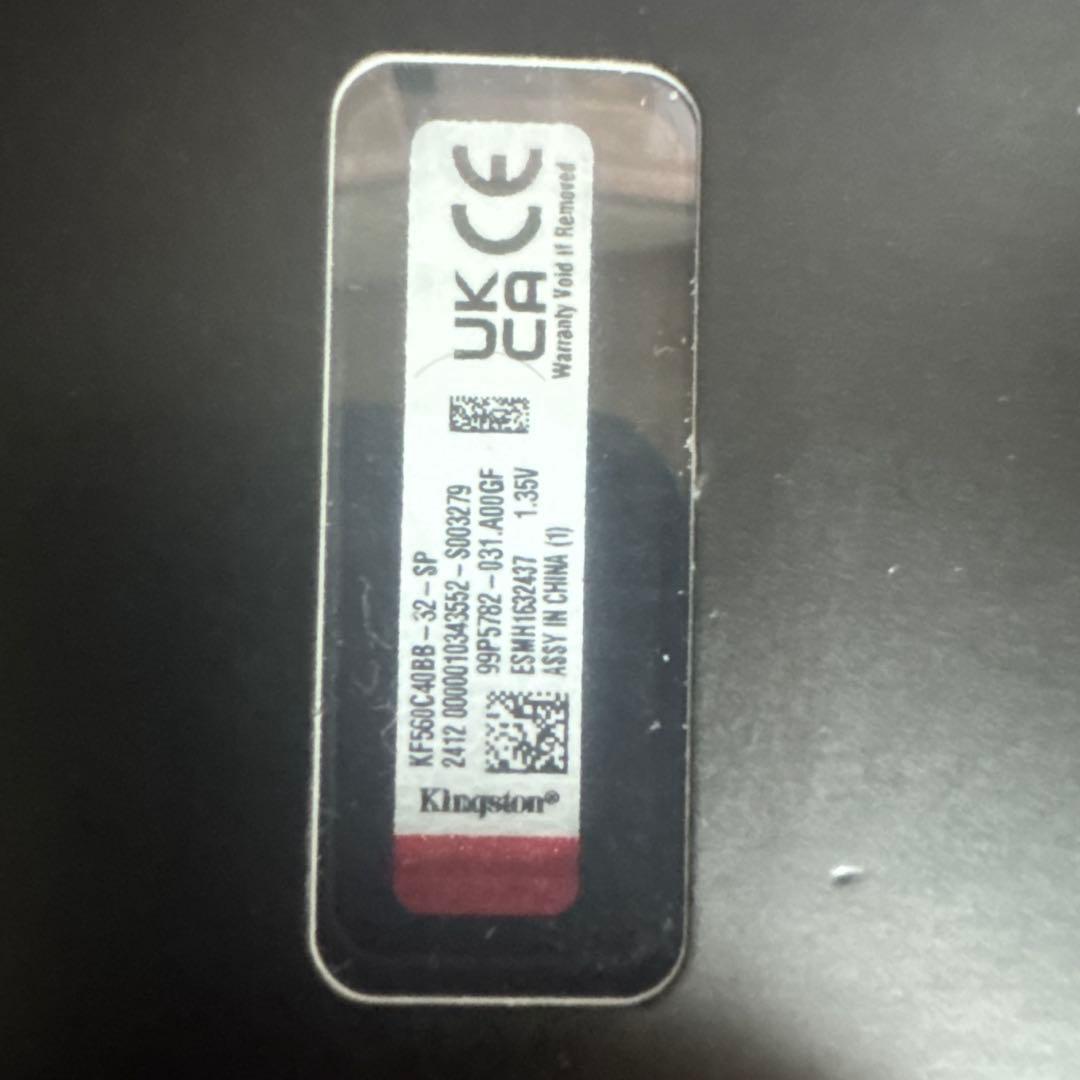 Kingston®
KF560C40BB-32-SP
2412 0000010343552-S003279
99P5782-031.A00GF
ESMH1632437 1.35V
ASSY IN CHINA (1)
UK
CA
CE
Warranty Void If Removed